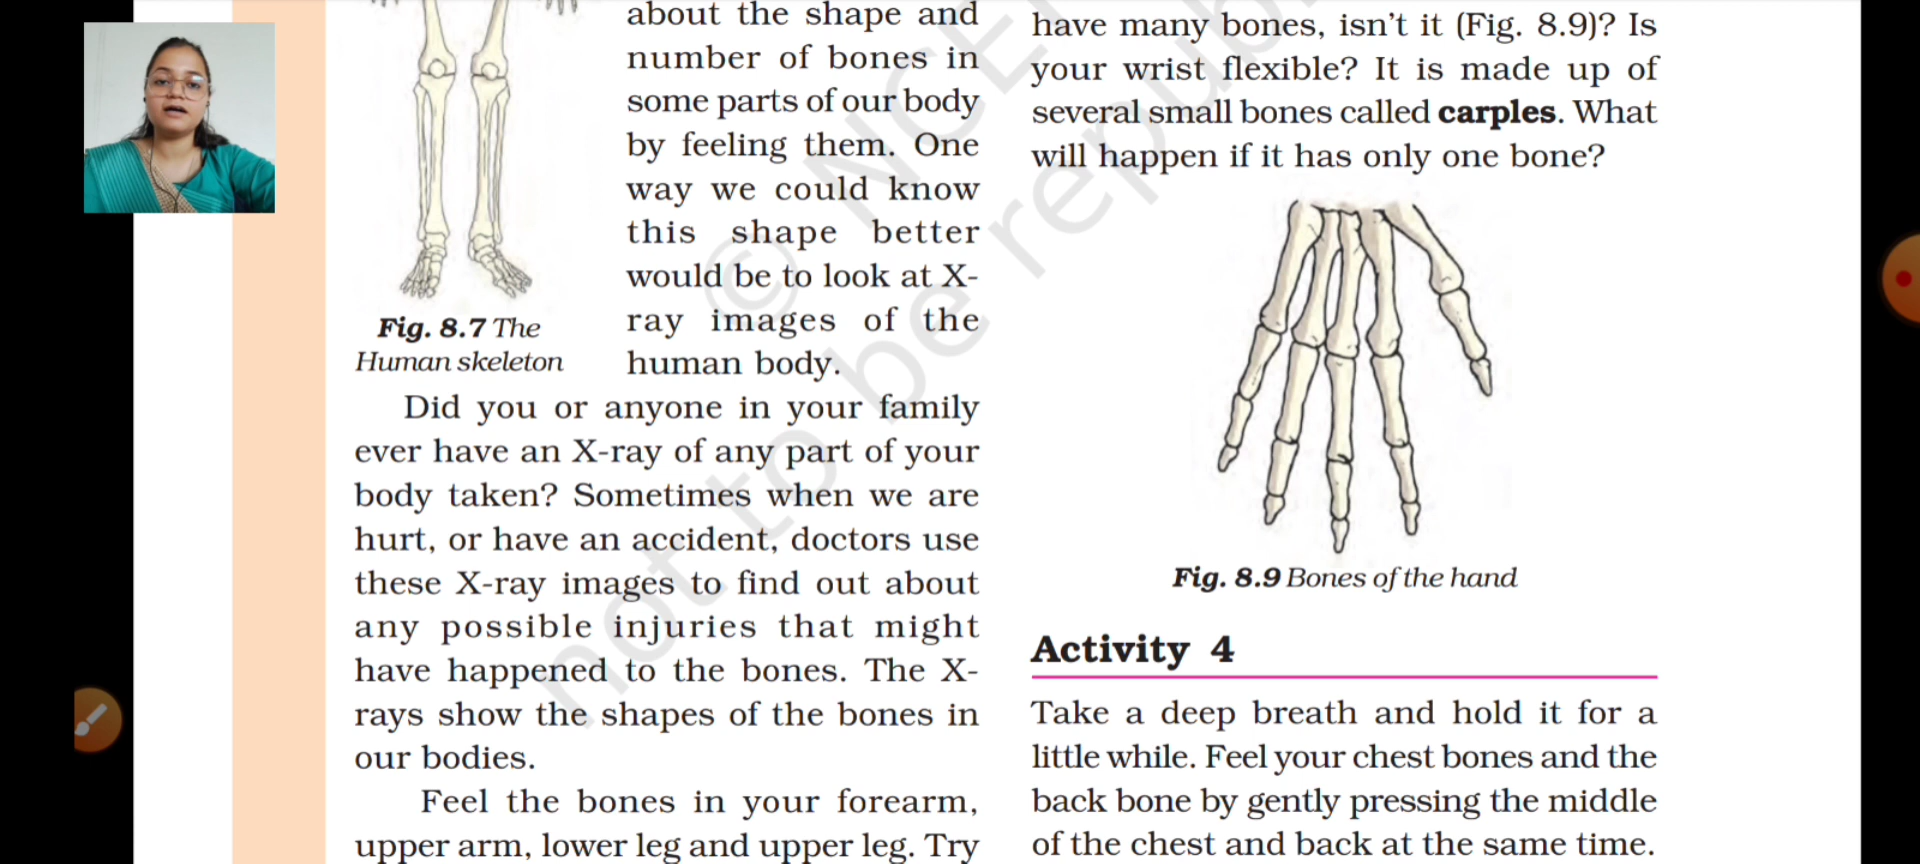 about the shape and
number of bones in
some parts of our body
by feeling them. One
way we could know
this shape better
would be to look at X-
ray images of the
human body.
Fig. 8.7 The
Human skeleton
Did you or anyone in your family
ever have an X-ray of any part of your
body taken? Sometimes when we are
hurt, or have an accident, doctors use
these X-ray images to find out about
any possible injuries that might
have happened to the bones. The X-
rays show the shapes of the bones in
our bodies.
Feel the bones in your forearm,
upper arm, lower leg and upper leg. Try
have many bones, isn't it (Fig. 8.9)? Is
your wrist flexible? It is made up of
several small bones called carples. What
will happen if it has only one bone?
Fig. 8.9 Bones of the hand
Activity 4
Take a deep breath and hold it for a
little while. Feel your chest bones and the
back bone by gently pressing the middle
of the chest and back at the same time.
© NCE
not to be republ